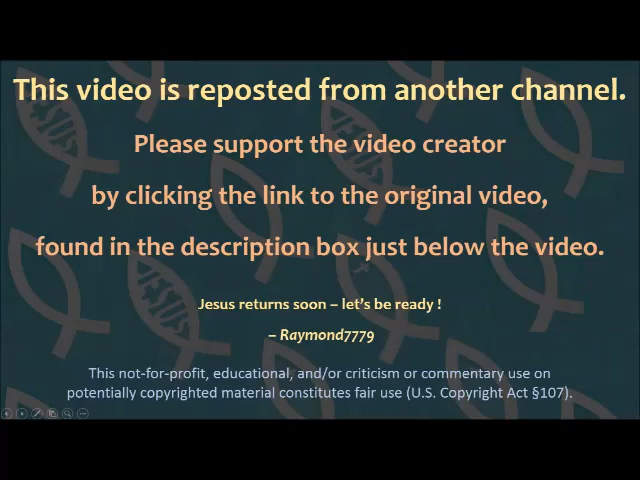 This video is reposted from another channel.
Please support the video creator
by clicking the link to the original video,
found in the description box just below the video.
Jesus returns soon – let's be ready !
– Raymond7779
This not-for-profit, educational, and/or criticism or commentary use on
potentially copyrighted material constitutes fair use (U.S. Copyright Act §107).
JESUS
JESUS
JESUS